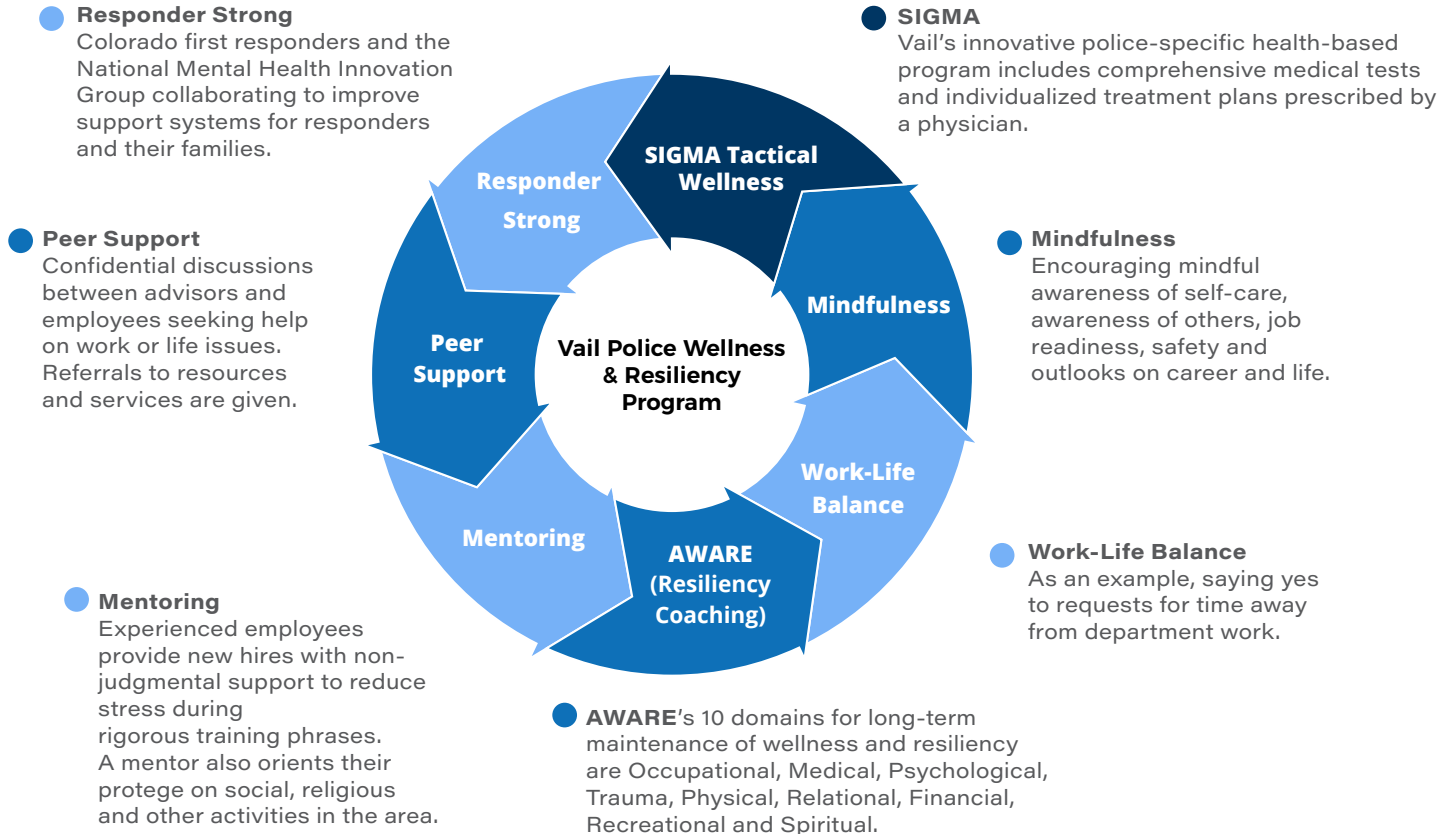 Responder Strong
Colorado first responders and the
National Mental Health Innovation
Group collaborating to improve
support systems for responders
and their families.
SIGMA
Vail's innovative police-specific health-based
program includes comprehensive medical tests
and individualized treatment plans prescribed by
a physician.
Peer Support
Confidential discussions
between advisors and
employees seeking help
on work or life issues.
Referrals to resources
and services are given.
Mindfulness
Encouraging mindful
awareness of self-care,
awareness of others, job
readiness, safety and
outlooks on career and life.
SIGMA Tactical
Wellness
Responder
Strong
Mindfulness
Peer
Support
Vail Police Wellness
& Resiliency
Program
Work-Life
Balance
Mentoring
AWARE
(Resiliency
Coaching)
Work-Life Balance
As an example, saying yes
to requests for time away
from department work.
Mentoring
Experienced employees
provide new hires with non-
judgmental support to reduce
stress during
rigorous training phrases.
A mentor also orients their
protege on social, religious
and other activities in the area.
AWARE's 10 domains for long-term
maintenance of wellness and resiliency
are Occupational, Medical, Psychological,
Trauma, Physical, Relational, Financial,
Recreational and Spiritual.